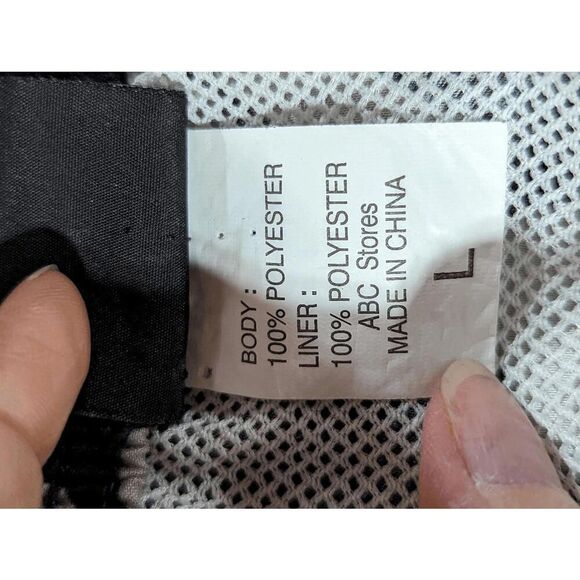 BODY :
100% POLYESTER
LINER :
100% POLYESTER
ABC Stores
MADE IN CHINA
L